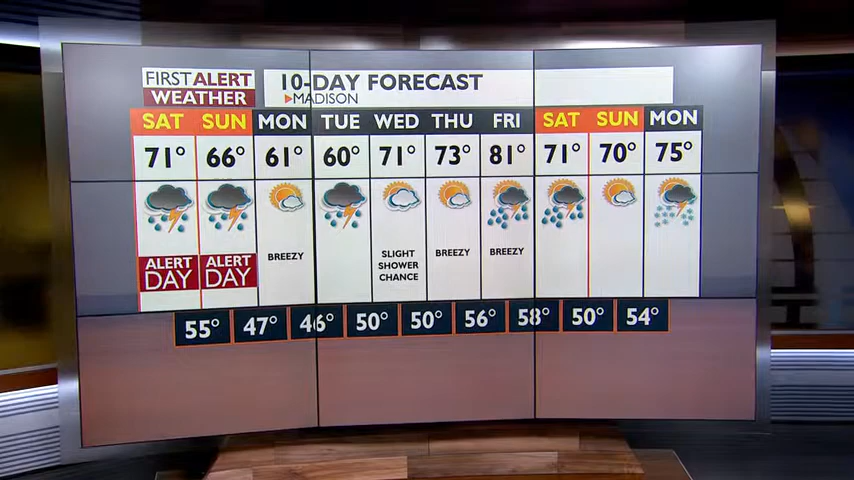 FIRST ALERT
WEATHER
10-DAY FORECAST
MADISON
SAT SUN MON TUE WED THU FRI SAT SUN MON
71° 66° 61° 60° 71° 73° 81° 71° 70° 75°
ALERT DAY
ALERT DAY
BREEZY
SLIGHT
SHOWER
CHANCE
BREEZY
BREEZY
55° 47° 46° 50° 50° 56° 58° 50° 54°